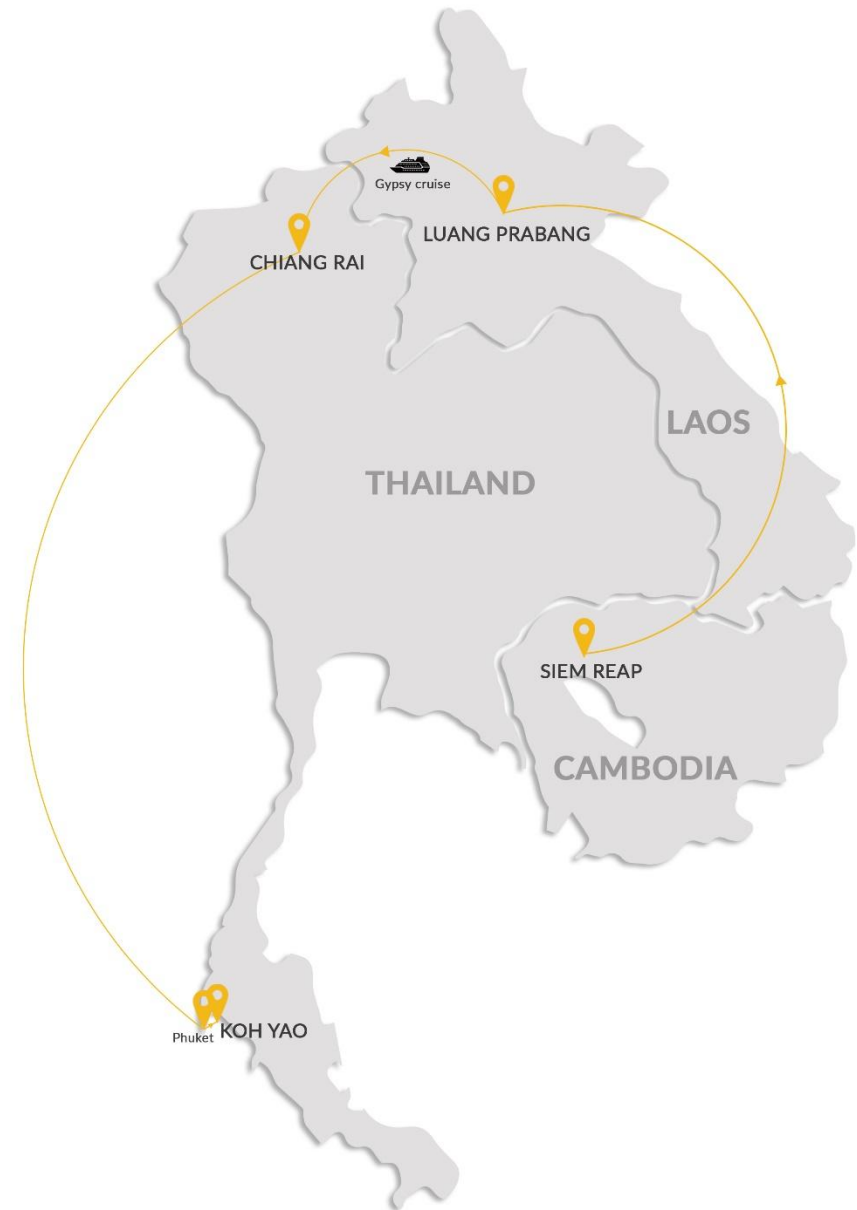 Gypsy cruise
LUANG PRABANG
CHIANG RAI
LAOS
THAILAND
SIEM REAP
CAMBODIA
Phuket
KOH YAO